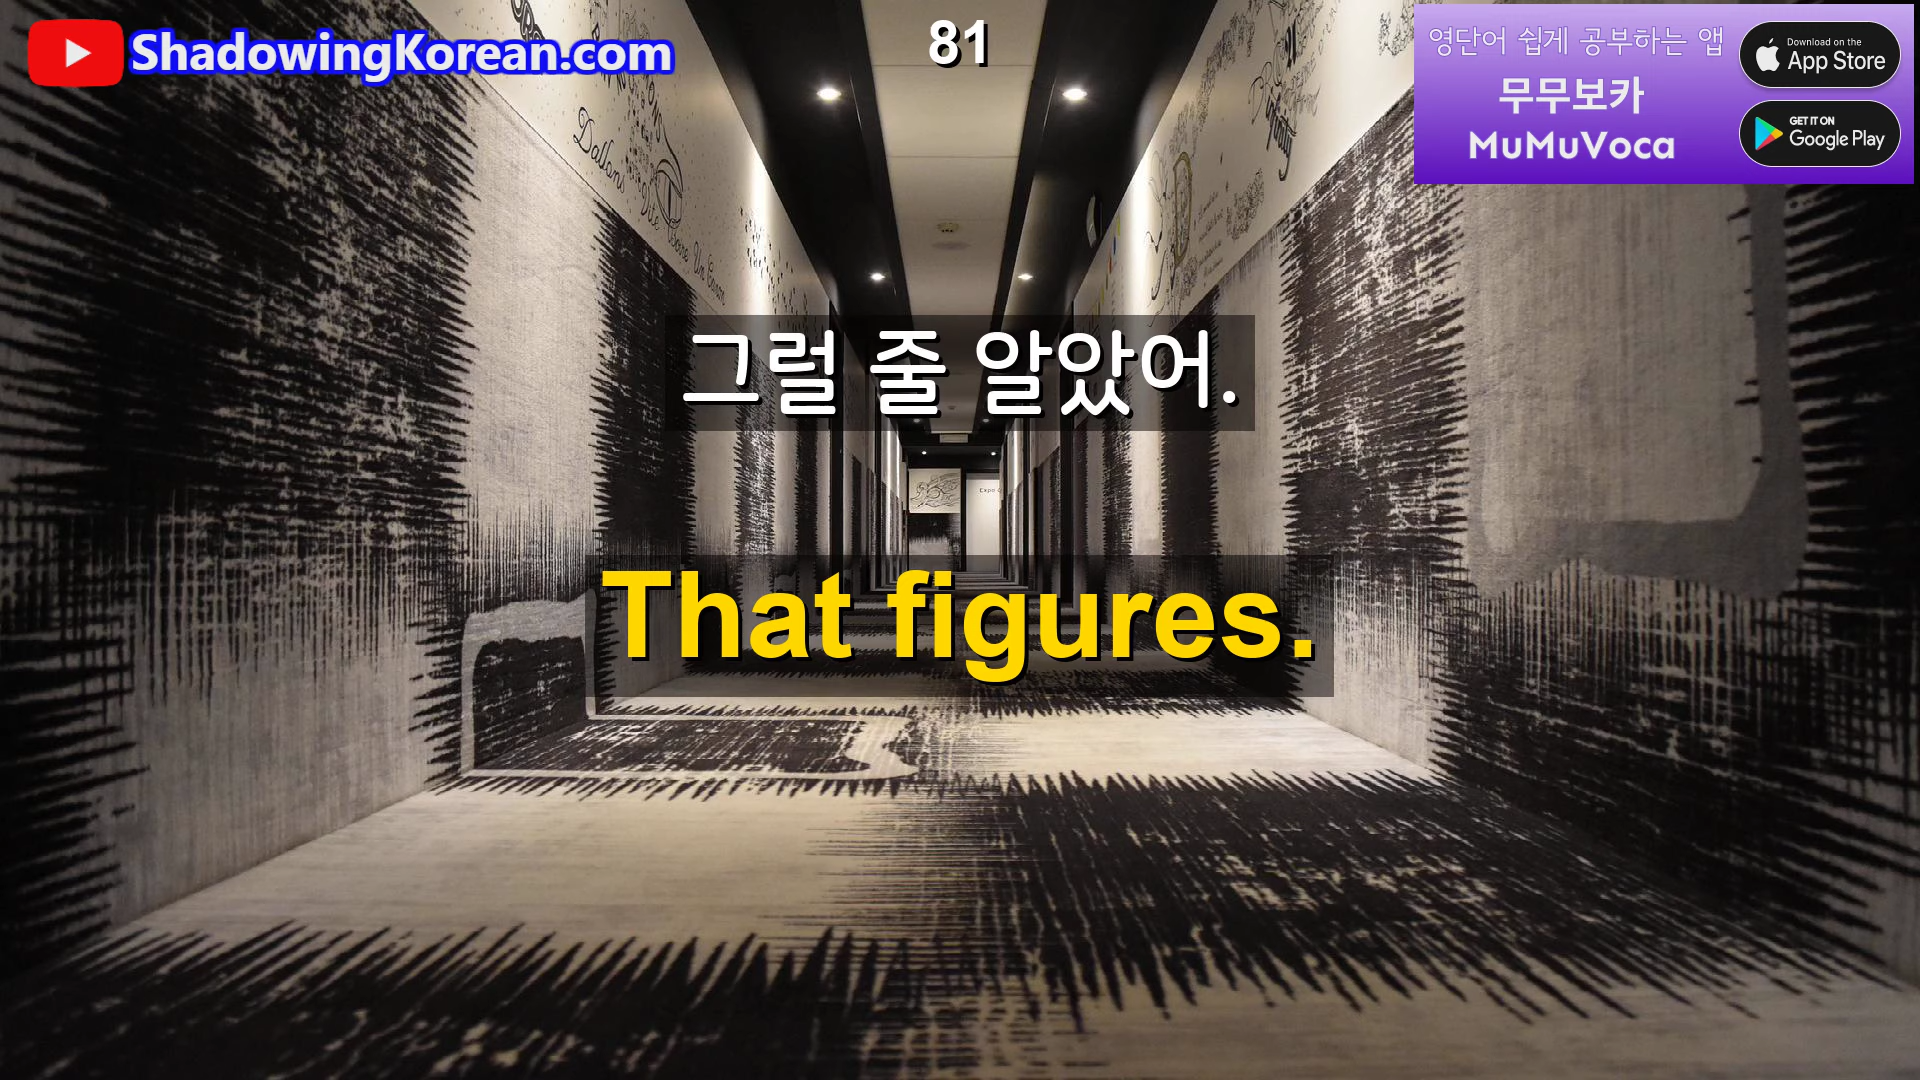 ShadowingKorean.com
81
영단어 쉽게 공부하는 앱
무무보카
MuMuVoca
Download on the
App Store
GET IT ON
Google Play
그럴 줄 알았어.
That figures.